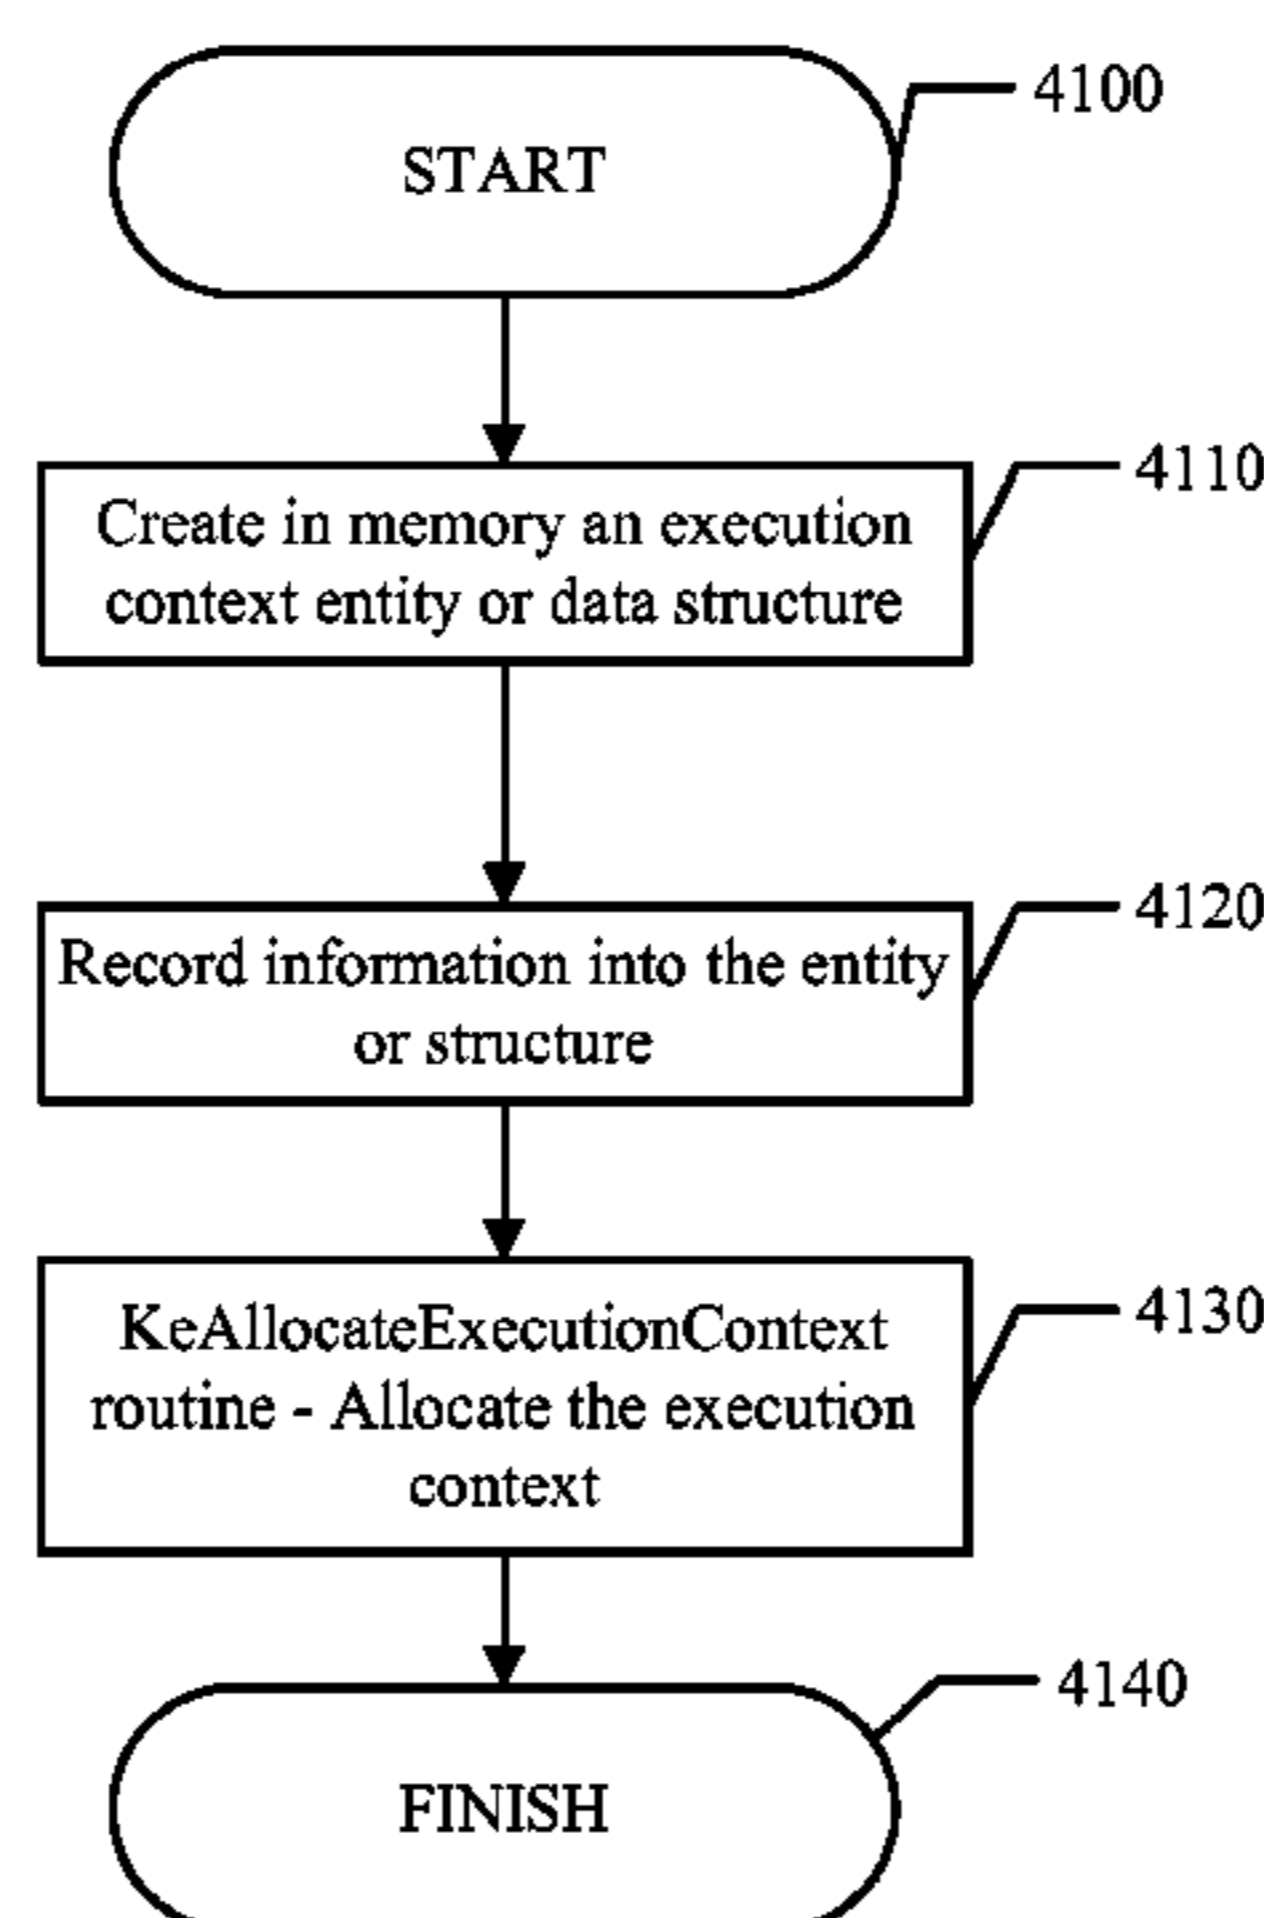 START
4100
Create in memory an execution
context entity or data structure
4110
Record information into the entity
or structure
4120
KeAllocateExecutionContext
routine - Allocate the execution
context
4130
FINISH
4140